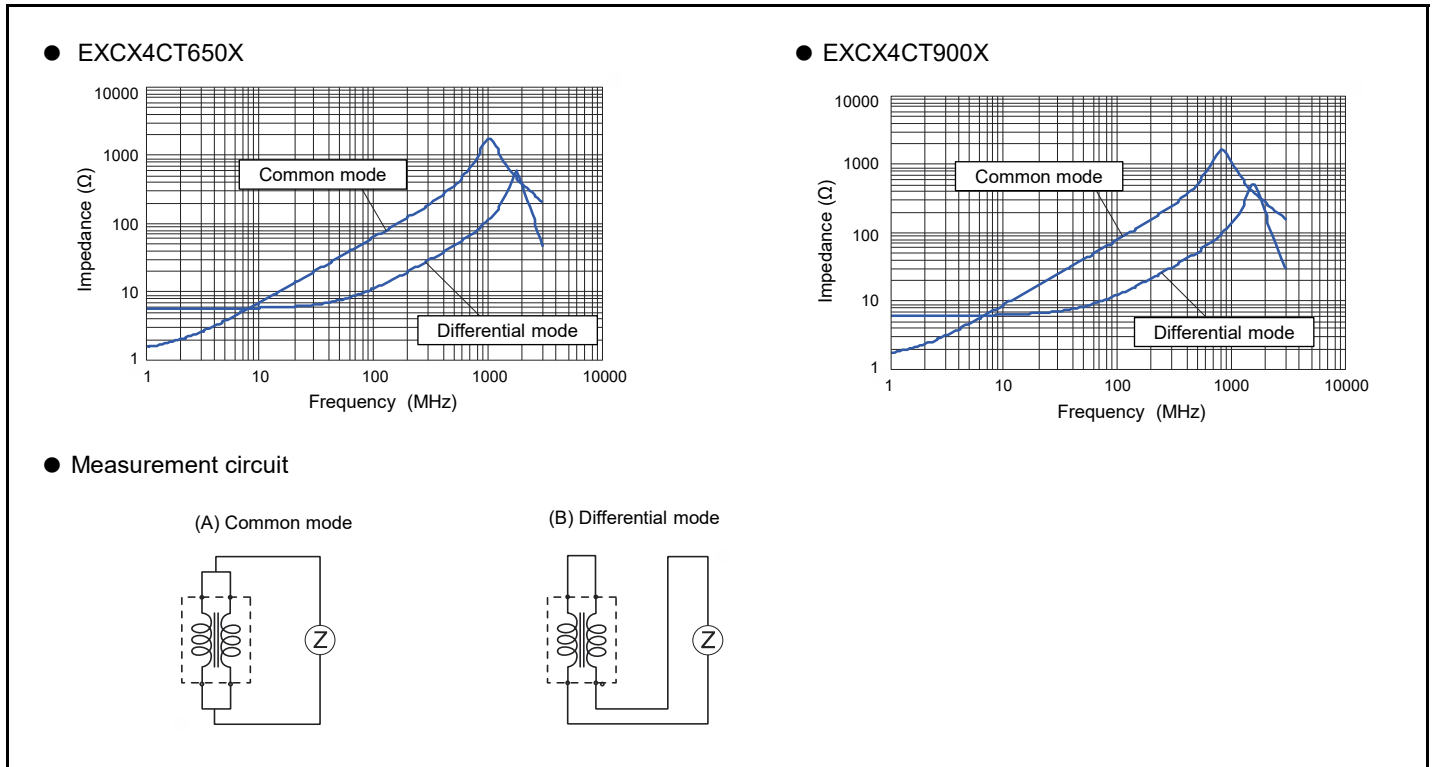 ● EXCX4CT650X
10000
1000
100
10
1
Impedance (Ω)
Common mode
Differential mode
1 10 100 1000 10000
Frequency (MHz)
● EXCX4CT900X
10000
1000
100
10
1
Impedance (Ω)
Common mode
Differential mode
1 10 100 1000 10000
Frequency (MHz)
● Measurement circuit
(A) Common mode
Z
(B) Differential mode
Z